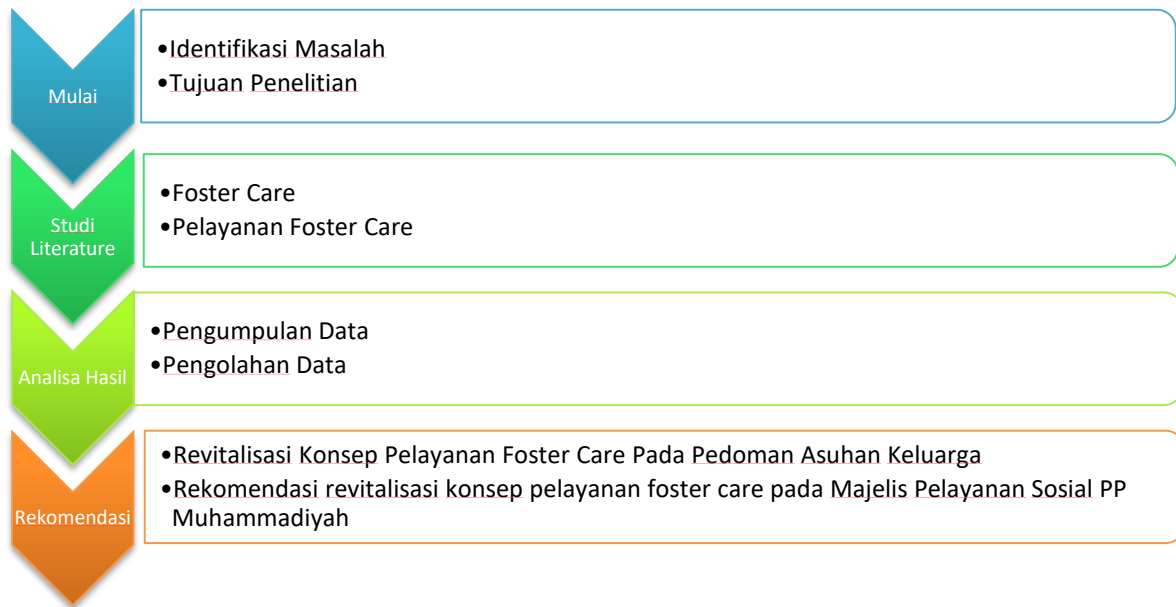 Mulai
•Identifikasi Masalah
•Tujuan Penelitian
Studi
Literature
•Foster Care
•Pelayanan Foster Care
Analisa Hasil
•Pengumpulan Data
•Pengolahan Data
Rekomendasi
•Revitalisasi Konsep Pelayanan Foster Care Pada Pedoman Asuhan Keluarga
•Rekomendasi revitalisasi konsep pelayanan foster care pada Majelis Pelayanan Sosial PP
Muhammadiyah